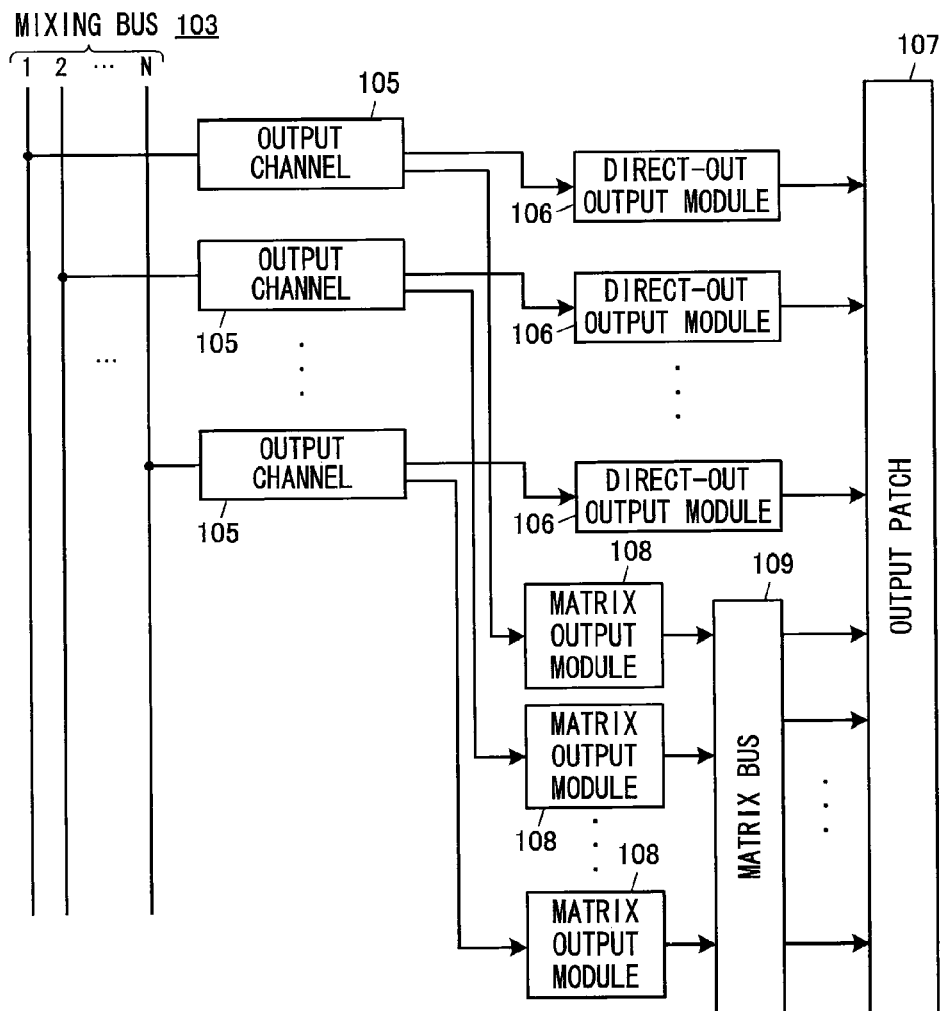 MIXING BUS 103
1 2 ... N
107
105
OUTPUT
CHANNEL
DIRECT-OUT
OUTPUT MODULE
106
OUTPUT
CHANNEL
105
DIRECT-OUT
OUTPUT MODULE
106
...
OUTPUT
CHANNEL
105
DIRECT-OUT
OUTPUT MODULE
106
OUTPUT PATCH
108
MATRIX
OUTPUT
MODULE
109
MATRIX BUS
MATRIX
OUTPUT
MODULE
108
108
MATRIX
OUTPUT
MODULE